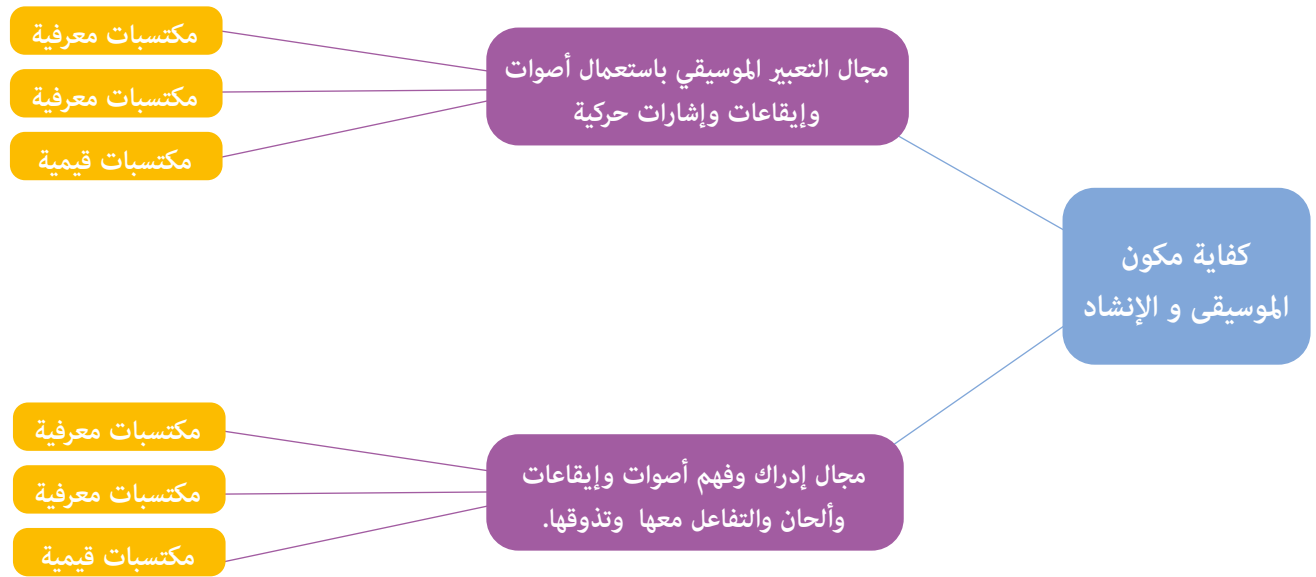 كفاية مكون
الموسيقى و الإنشاد
مجال التعبير الموسيقي باستعمال أصوات
وإيقاعات وإشارات حركية
مكتسبات معرفية
مكتسبات معرفية
مكتسبات قيمية
مجال إدراك وفهم أصوات وإيقاعات
وألحان والتفاعل معها وتذوقها.
مكتسبات معرفية
مكتسبات معرفية
مكتسبات قيمية